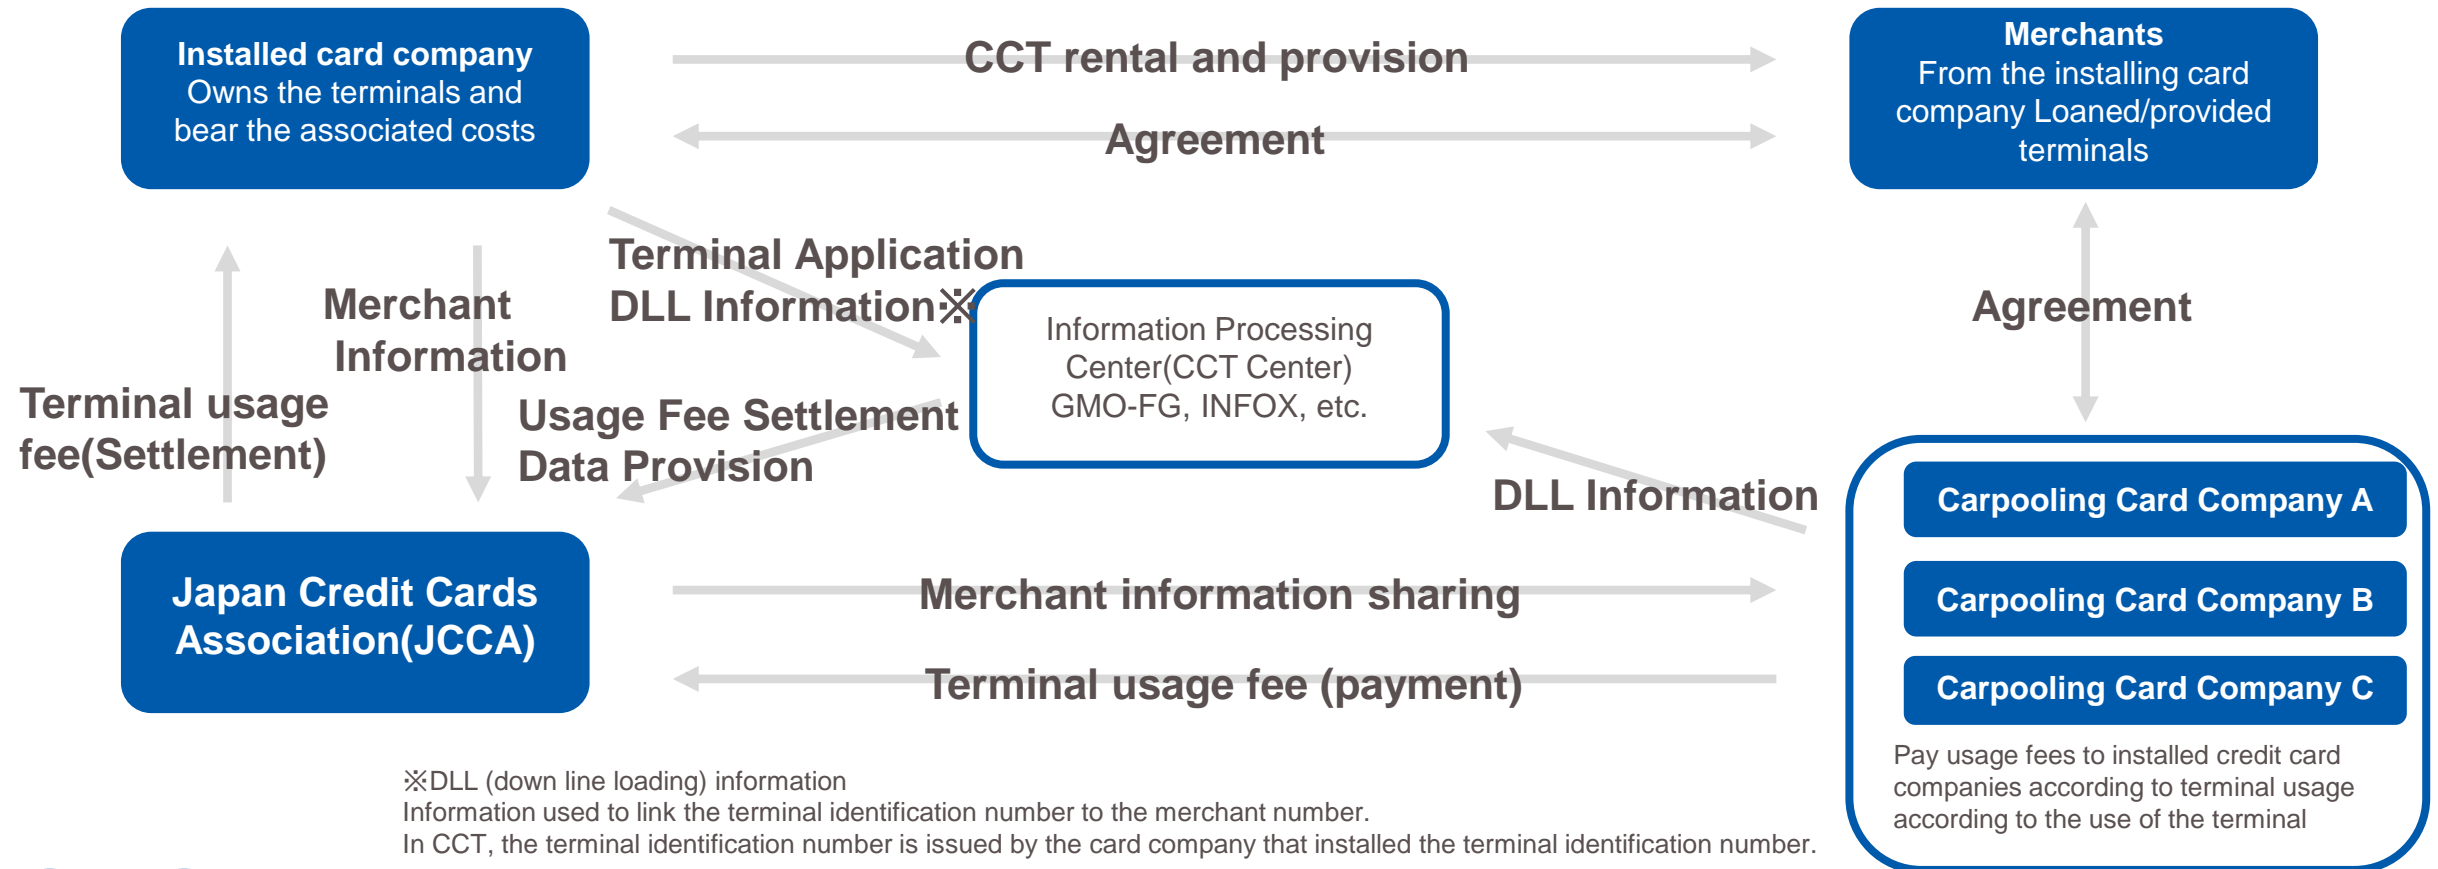 Installed card company
Owns the terminals and
bear the associated costs
CCT rental and provision
Agreement
Merchants
From the installing card
company Loaned/provided
terminals
Terminal Application
DLL Information※
Merchant
Information
Terminal usage
fee(Settlement)
Usage Fee Settlement
Data Provision
Information Processing
Center(CCT Center)
GMO-FG, INFOX, etc.
Agreement
DLL Information
Japan Credit Cards
Association(JCCA)
Merchant information sharing
Terminal usage fee (payment)
Carpooling Card Company A
Carpooling Card Company B
Carpooling Card Company C
Pay usage fees to installed credit card
companies according to terminal usage
according to the use of the terminal
※DLL (down line loading) information
Information used to link the terminal identification number to the merchant number.
In CCT, the terminal identification number is issued by the card company that installed the terminal identification number.